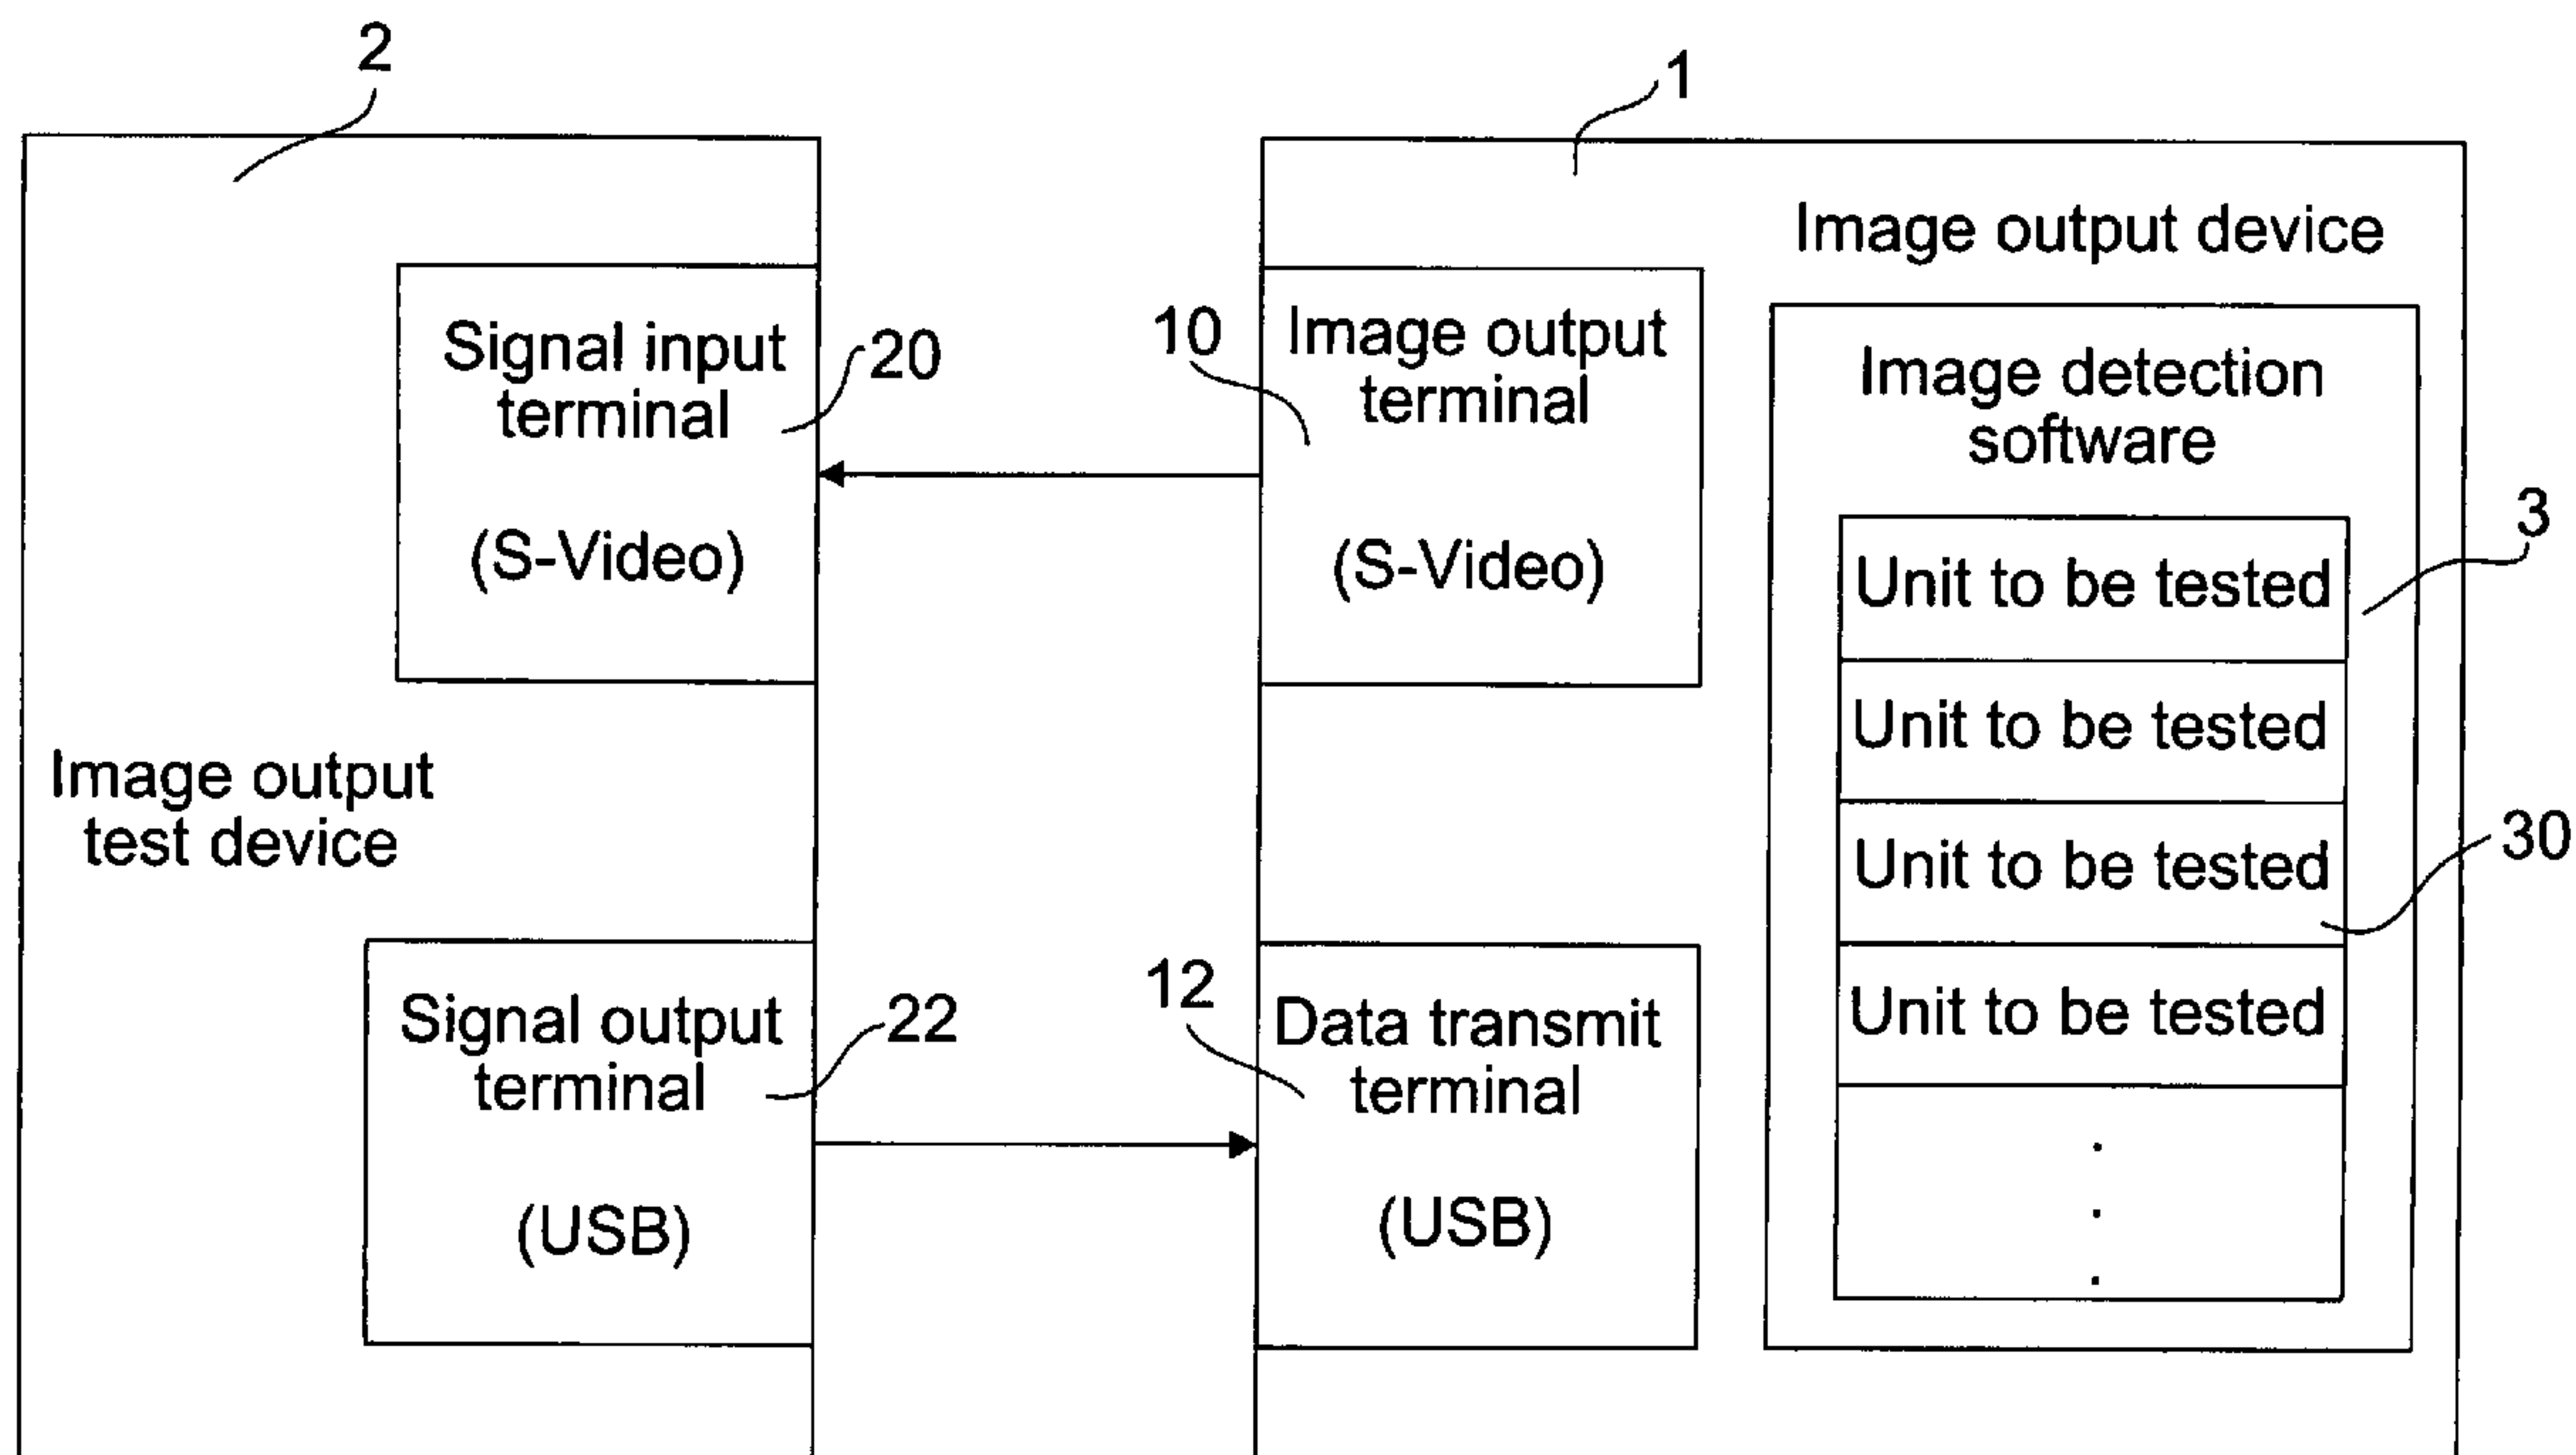 2
1
Image output device
Signal input
terminal
(S-Video)
20
10
Image output
terminal
(S-Video)
Image detection
software
3
Unit to be tested
Unit to be tested
Unit to be tested
30
Unit to be tested
.
.
.
Image output
test device
Signal output
terminal
(USB)
22
12
Data transmit
terminal
(USB)